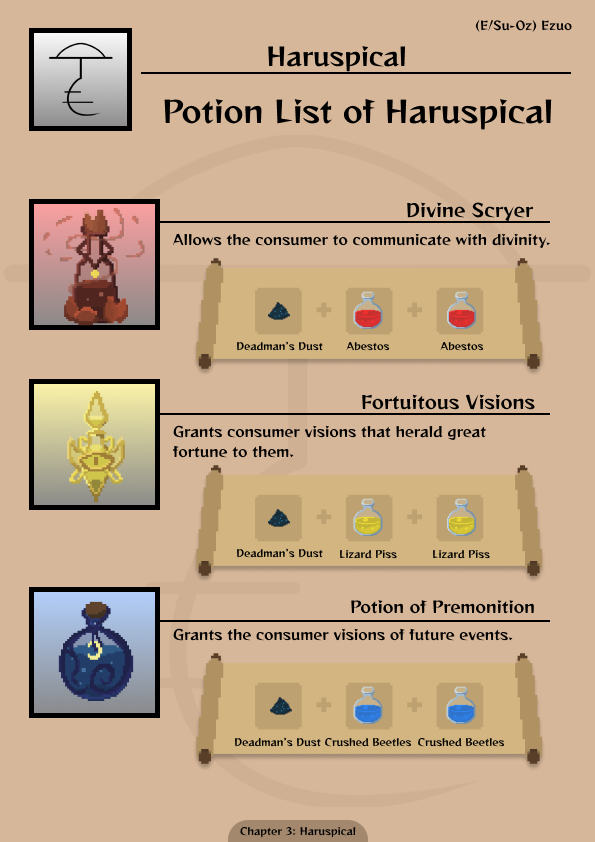 (E/Su-Oz) Ezuo
Haruspical
Potion List of Haruspical
Divine Scryer
Allows the consumer to communicate with divinity.
Deadman's Dust Abestos Abestos
Fortuitous Visions
Grants consumer visions that herald great
fortune to them.
Deadman's Dust Lizard Piss Lizard Piss
Potion of Premonition
Grants the consumer visions of future events.
Deadman's Dust Crushed Beetles Crushed Beetles
Chapter 3: Haruspical